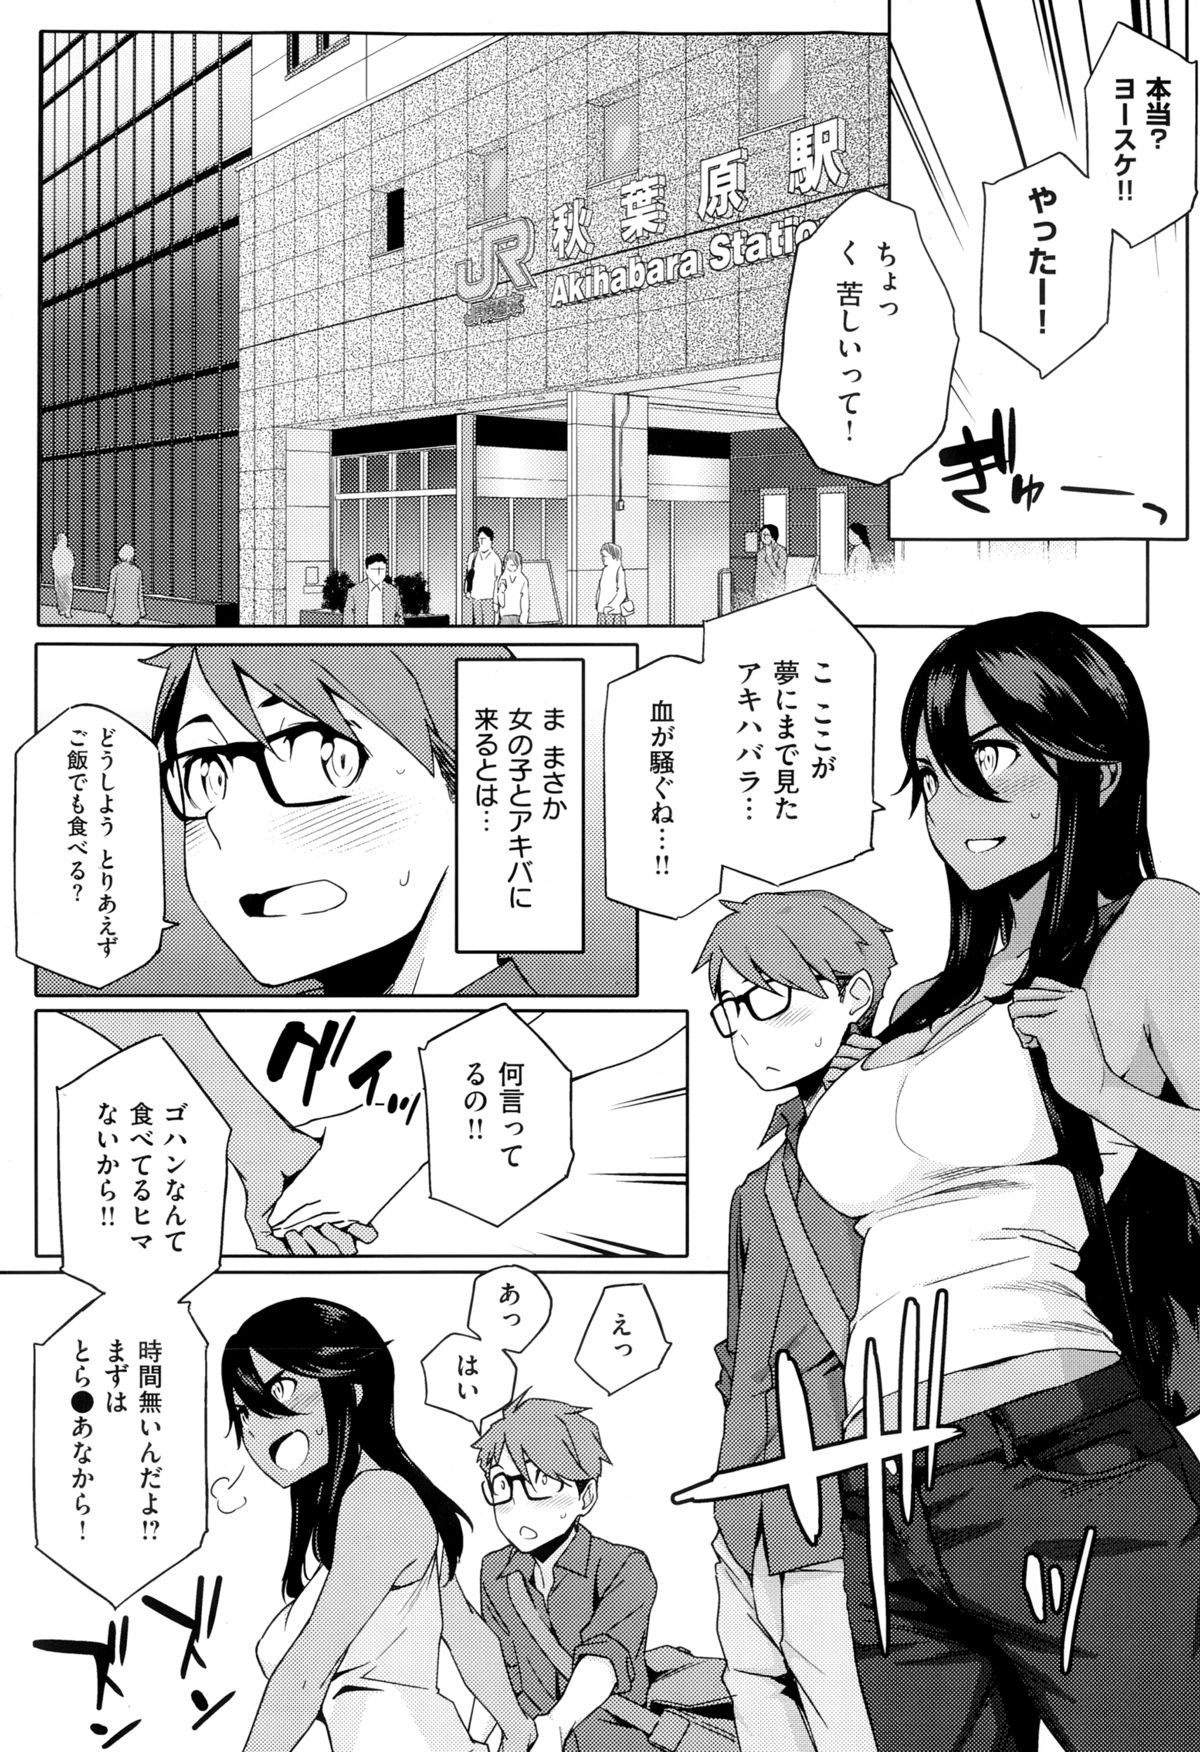 本当？
ヨースケ!!
やったー！
ちょっ
く 苦しいって！
ぎゅーっ
秋葉原駅
JR
Akihabara Statio
こ ここが
夢にまで見た
アキハバラ…
血が騒ぐね…!!
ま まさか
女の子とアキバに
来るとは…
どうしよう とりあえず
ご飯でも食べる？
何言って
るの!!
グイッ
ゴハンなんて
食べてるヒマ
ないから!!
えっ
あっ
はい
時間無いんだよ!?
まずは
とら●あなから！
ズンズン